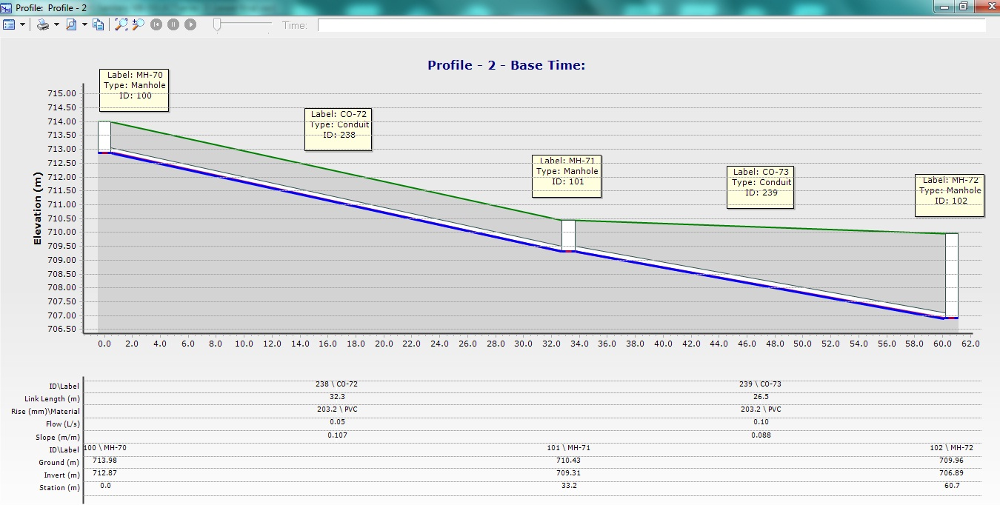 Profile: Profile - 2
Time:
Profile - 2 - Base Time:
Label: MH-70
Type: Manhole
ID: 100
Label: CO-72
Type: Conduit
ID: 238
Label: MH-71
Type: Manhole
ID: 101
Label: CO-73
Type: Conduit
ID: 239
Label: MH-72
Type: Manhole
ID: 102
Elevation (m)
715.00
714.50
714.00
713.50
713.00
712.50
712.00
711.50
711.00
710.50
710.00
709.50
709.00
708.50
708.00
707.50
707.00
706.50
0.0 2.0 4.0 6.0 8.0 10.0 12.0 14.0 16.0 18.0 20.0 22.0 24.0 26.0 28.0 30.0 32.0 34.0 36.0 38.0 40.0 42.0 44.0 46.0 48.0 50.0 52.0 54.0 56.0 58.0 60.0 62.0
ID\Label 238 \ CO-72 239 \ CO-73
Link Length (m) 32.3 26.5
Rise (mm)\Material 203.2 \ PVC 203.2 \ PVC
Flow (L/s) 0.05 0.10
Slope (m/m) 0.107 0.088
ID\Label 100 \ MH-70 101 \ MH-71 102 \ MH-72
Ground (m) 713.98 710.43 709.96
Invert (m) 712.87 709.31 706.89
Station (m) 0.0 33.2 60.7